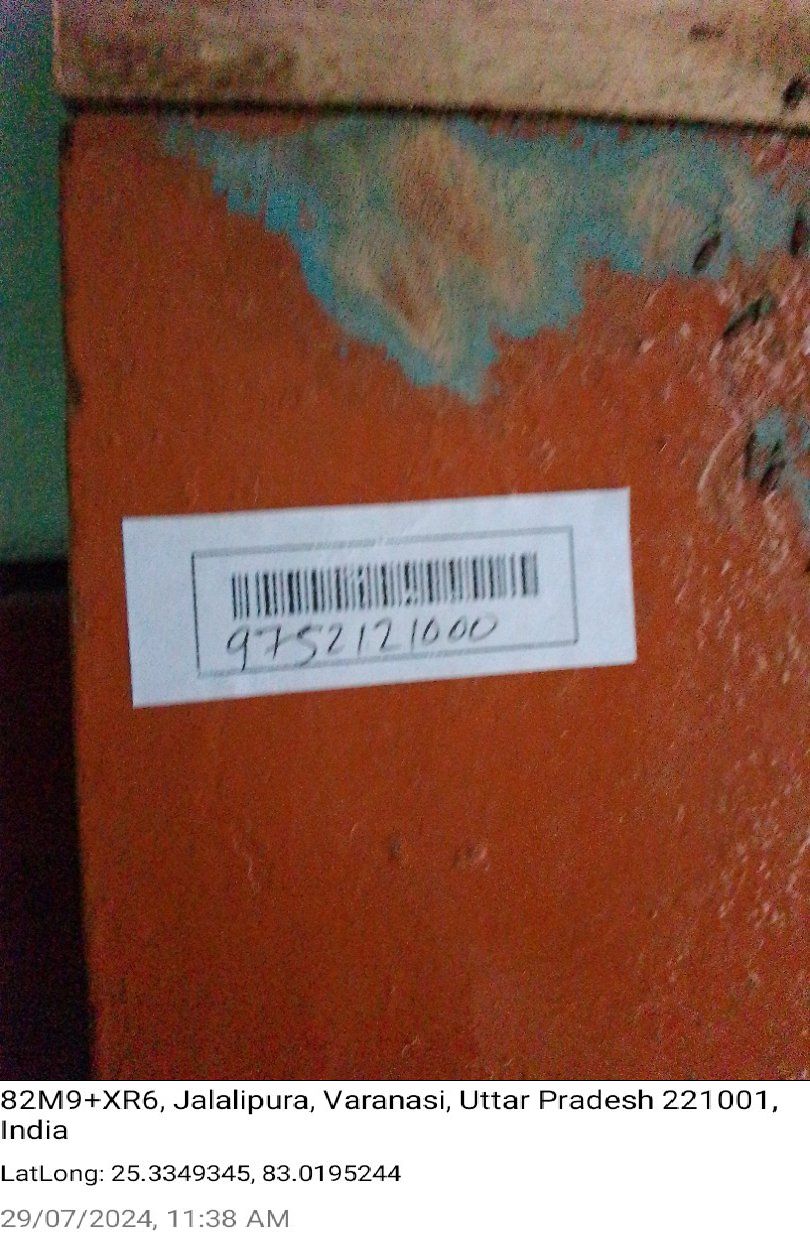 9752121000
82M9+XR6, Jalalipura, Varanasi, Uttar Pradesh 221001,
India
LatLong: 25.3349345, 83.0195244
29/07/2024, 11:38 AM